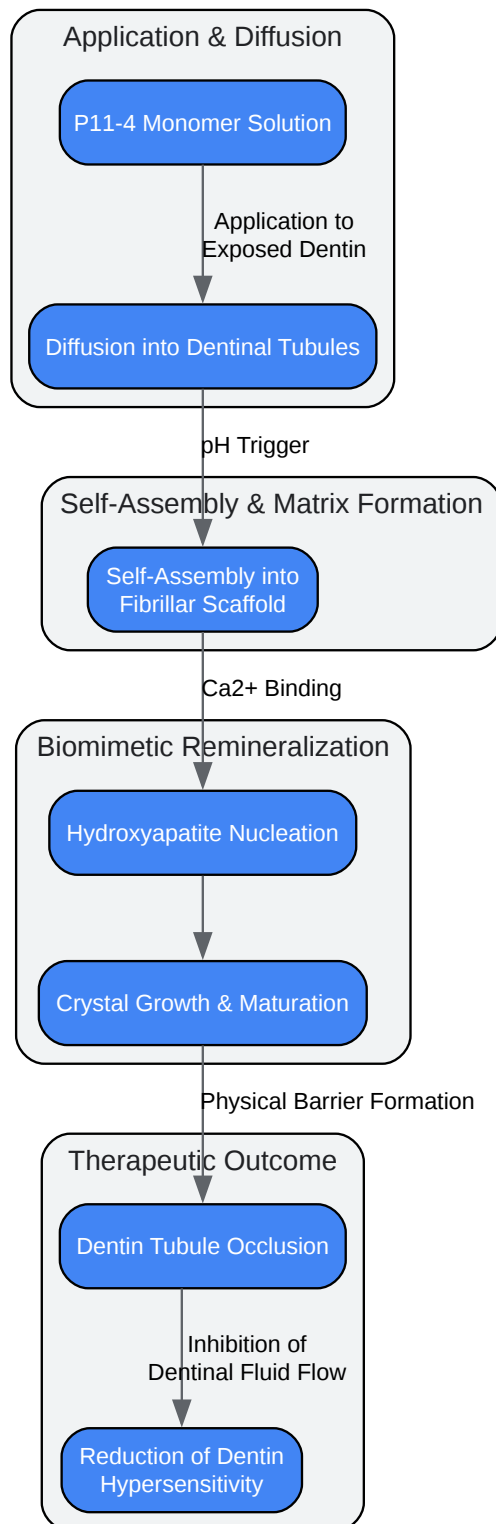 Application & Diffusion
P11-4 Monomer Solution
Application to
Exposed Dentin
Diffusion into Dentinal Tubules
pH Trigger
Self-Assembly & Matrix Formation
Self-Assembly into
Fibrillar Scaffold
Ca2+ Binding
Biomimetic Remineralization
Hydroxyapatite Nucleation
Crystal Growth & Maturation
Physical Barrier Formation
Therapeutic Outcome
Dentin Tubule Occlusion
Inhibition of
Dentinal Fluid Flow
Reduction of Dentin
Hypersensitivity